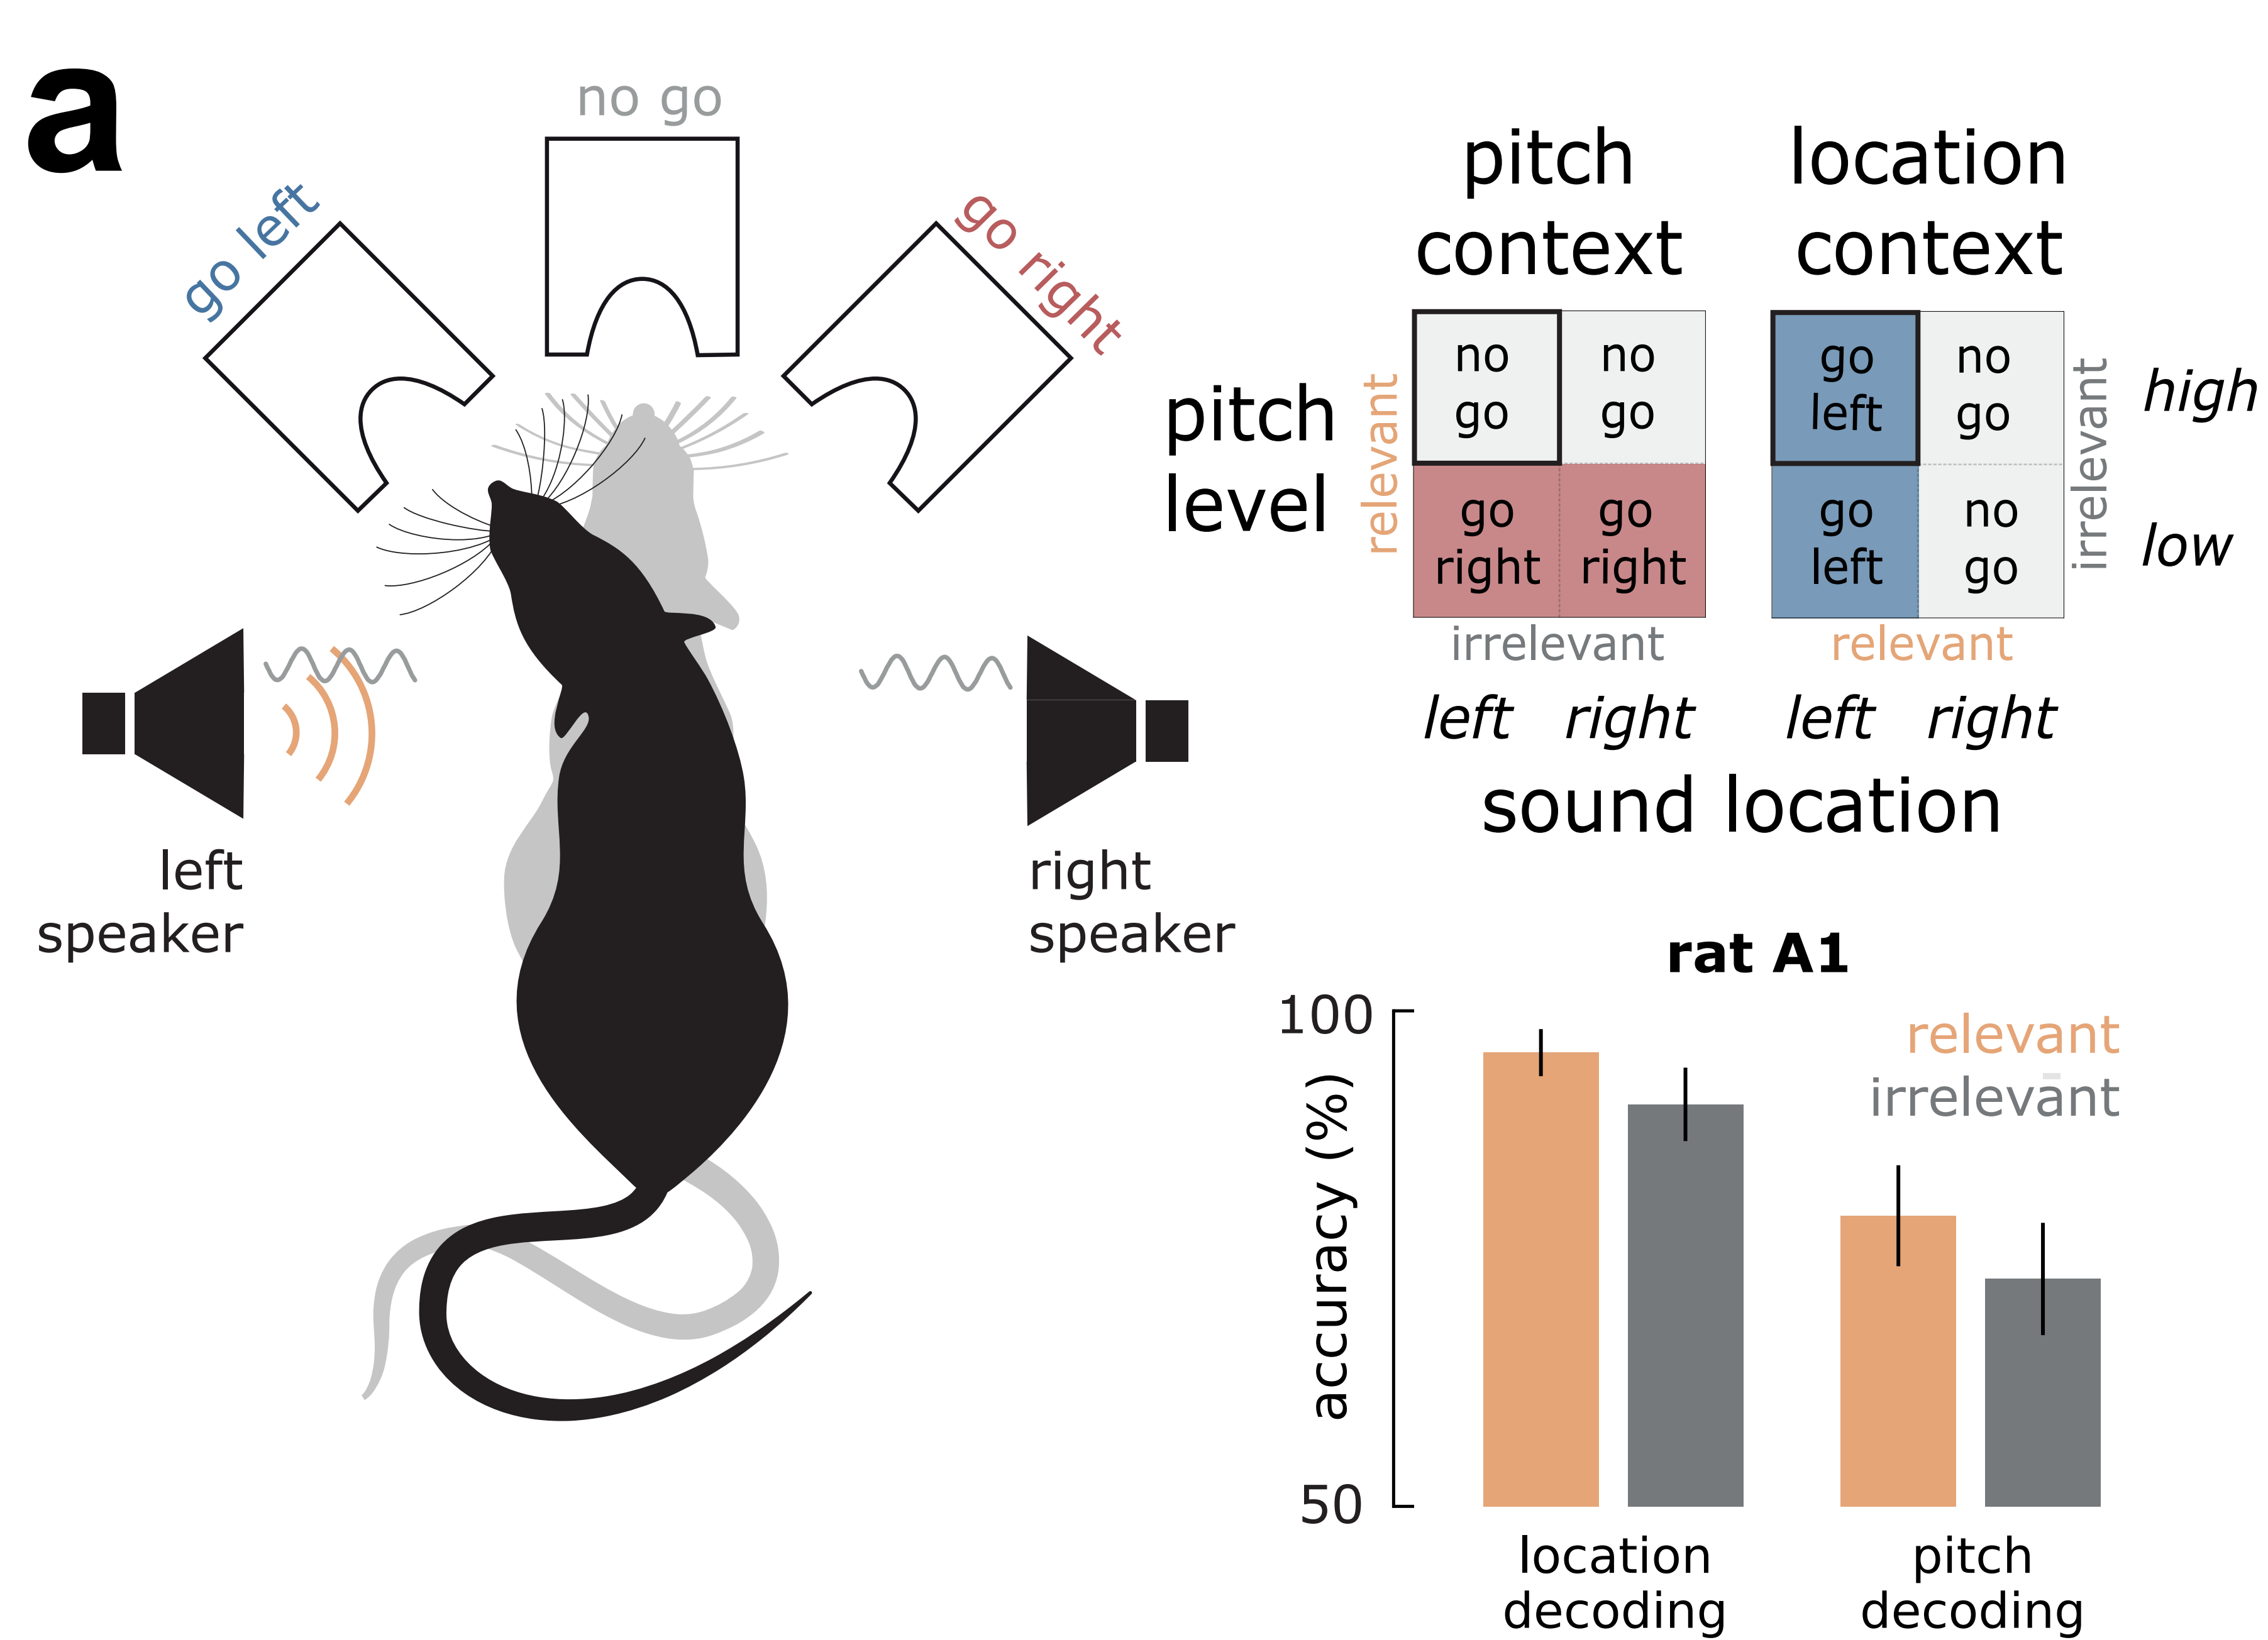 a
no go
go left
go right
left
speaker
right
speaker
pitch
context
location
context
pitch
level
relevant
no
go
no
go
go
right
go
right
go
left
no
go
go
left
no
go
irrelevant
high
low
irrelevant
relevant
left
right
left
right
sound location
rat A1
100
50
accuracy (%)
relevant
irrelevant
location
decoding
pitch
decoding